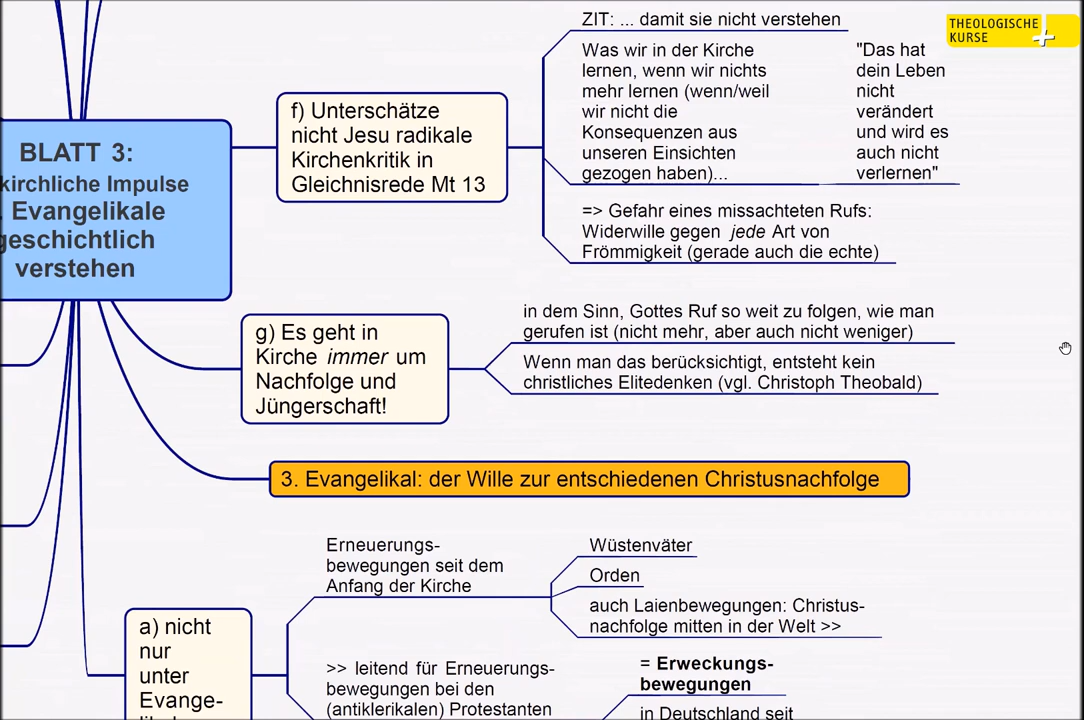 ZIT: ... damit sie nicht verstehen
THEOLOGISCHE
KURSE
Was wir in der Kirche
lernen, wenn wir nichts
mehr lernen (wenn/weil
wir nicht die
Konsequenzen aus
unseren Einsichten
gezogen haben)...
"Das hat
dein Leben
nicht
verändert
und wird es
auch nicht
verlernen"
f) Unterschätze
nicht Jesu radikale
Kirchenkritik in
Gleichnisrede Mt 13
=> Gefahr eines missachteten Rufs:
Widerwille gegen jede Art von
Frömmigkeit (gerade auch die echte)
BLATT 3:
kirchliche Impulse
Evangelikale
geschichtlich
verstehen
g) Es geht in
Kirche immer um
Nachfolge und
Jüngerschaft!
in dem Sinn, Gottes Ruf so weit zu folgen, wie man
gerufen ist (nicht mehr, aber auch nicht weniger)
Wenn man das berücksichtigt, entsteht kein
christliches Elitedenken (vgl. Christoph Theobald)
3. Evangelikal: der Wille zur entschiedenen Christusnachfolge
a) nicht
nur
unter
Evange-
Erneuerungs-
bewegungen seit dem
Anfang der Kirche
Wüstenväter
Orden
auch Laienbewegungen: Christus-
nachfolge mitten in der Welt >>
>> leitend für Erneuerungs-
bewegungen bei den
(antiklerikalen) Protestanten
= Erweckungs-
bewegungen
in Deutschland seit